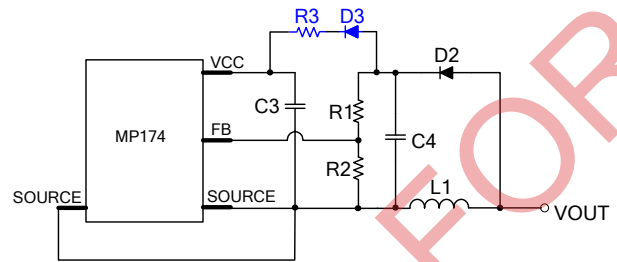 R3 D3
VCC
D2
C3
R1
MP174
FB
C4
R2
SOURCE
SOURCE
L1
VOUT
FOR